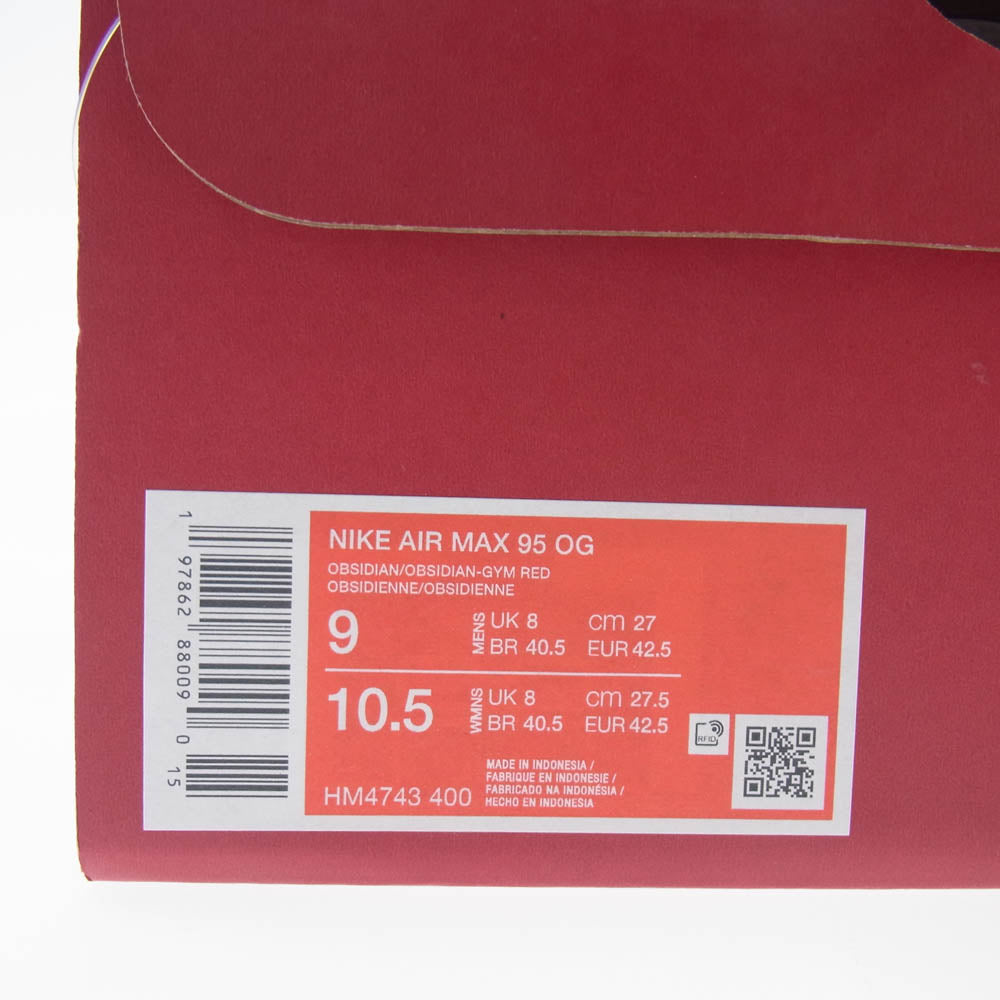 NIKE AIR MAX 95 OG
OBSIDIAN/OBSIDIAN-GYM RED
OBSIDIENNE/OBSIDIENNE
9 MENS UK 8 cm 27
BR 40.5 EUR 42.5
10.5 WMNS UK 8 cm 27.5
BR 40.5 EUR 42.5
RFID
MADE IN INDONESIA /
FABRIQUE EN INDONESIE /
FABRICADO NA INDONÉSIA /
HECHO EN INDONESIA
HM4743 400
1 97862 88009 0 15